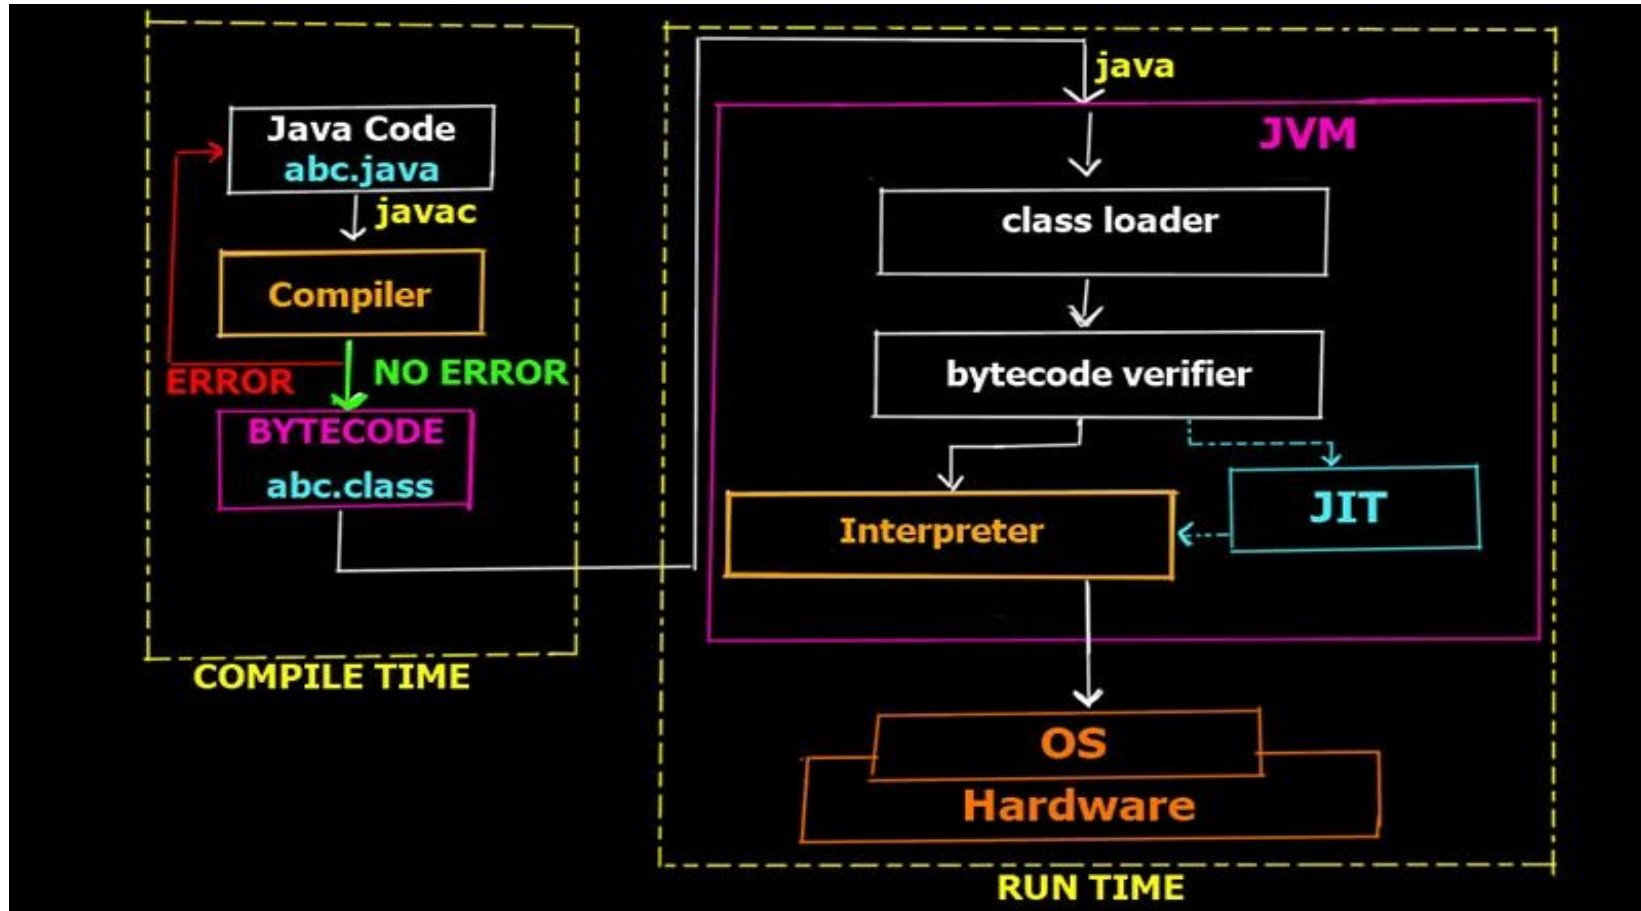 Java Code
abc.java
javac
Compiler
ERROR
NO ERROR
BYTECODE
abc.class
COMPILE TIME
java
JVM
class loader
bytecode verifier
Interpreter
JIT
OS
Hardware
RUN TIME